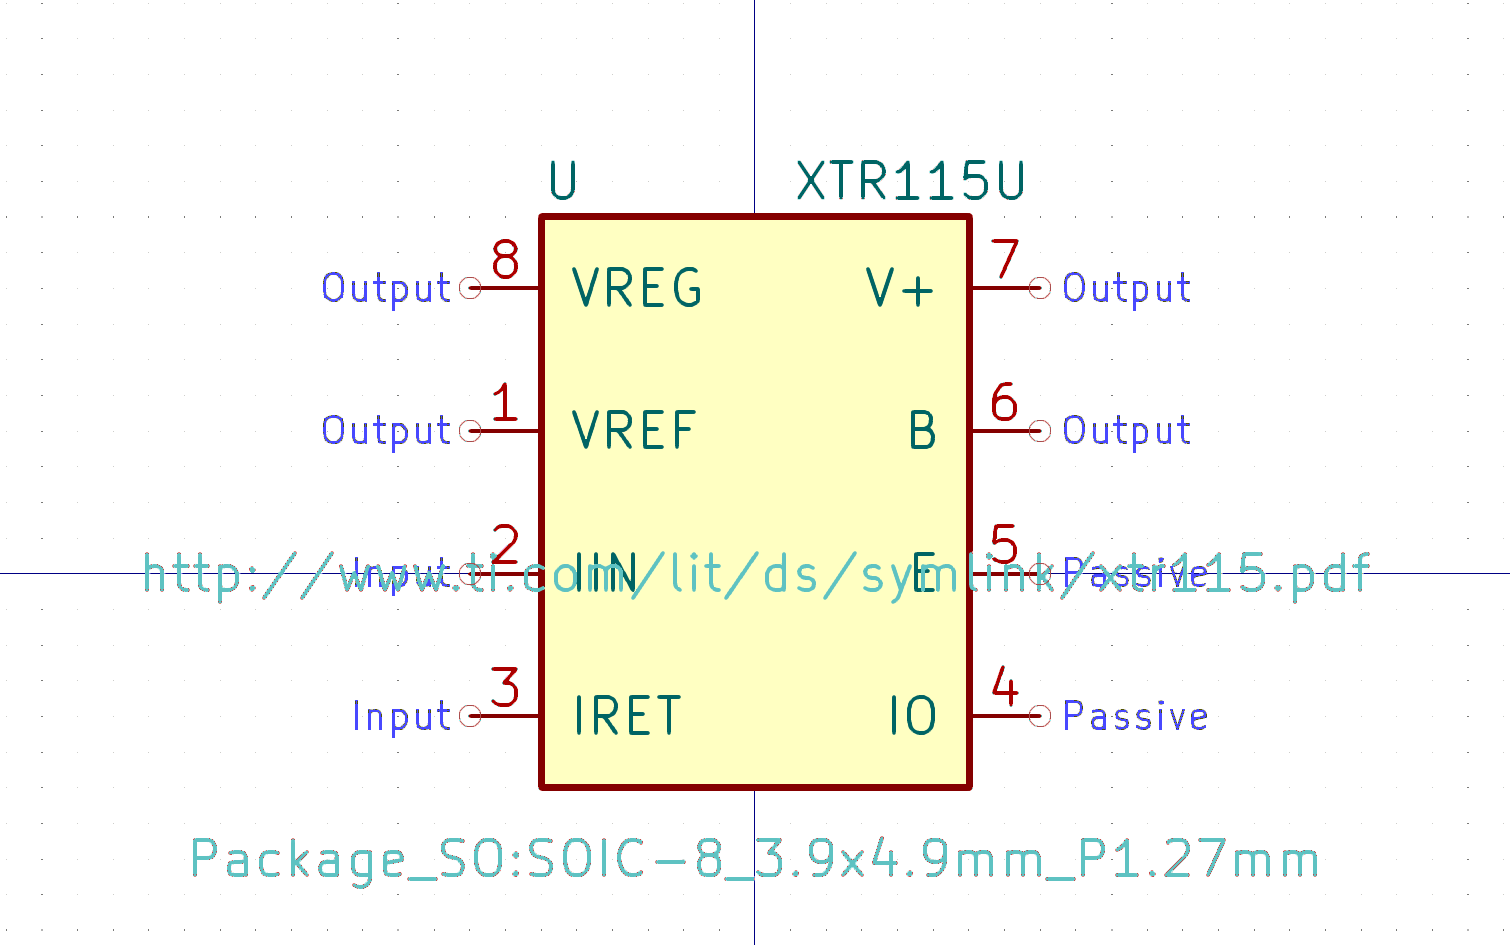 U XTR115U
8 7
Output VREG V+ Output
1 6
Output VREF B Output
2 5
Input IIN E Passive
http://www.ti.com/lit/ds/symlink/xtr115.pdf
3 4
Input IRET IO Passive
Package_SO:SOIC-8_3.9x4.9mm_P1.27mm